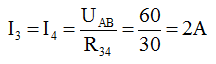 I₃ = I₄ = U_AB / R₃₄ = 60 / 30 = 2A